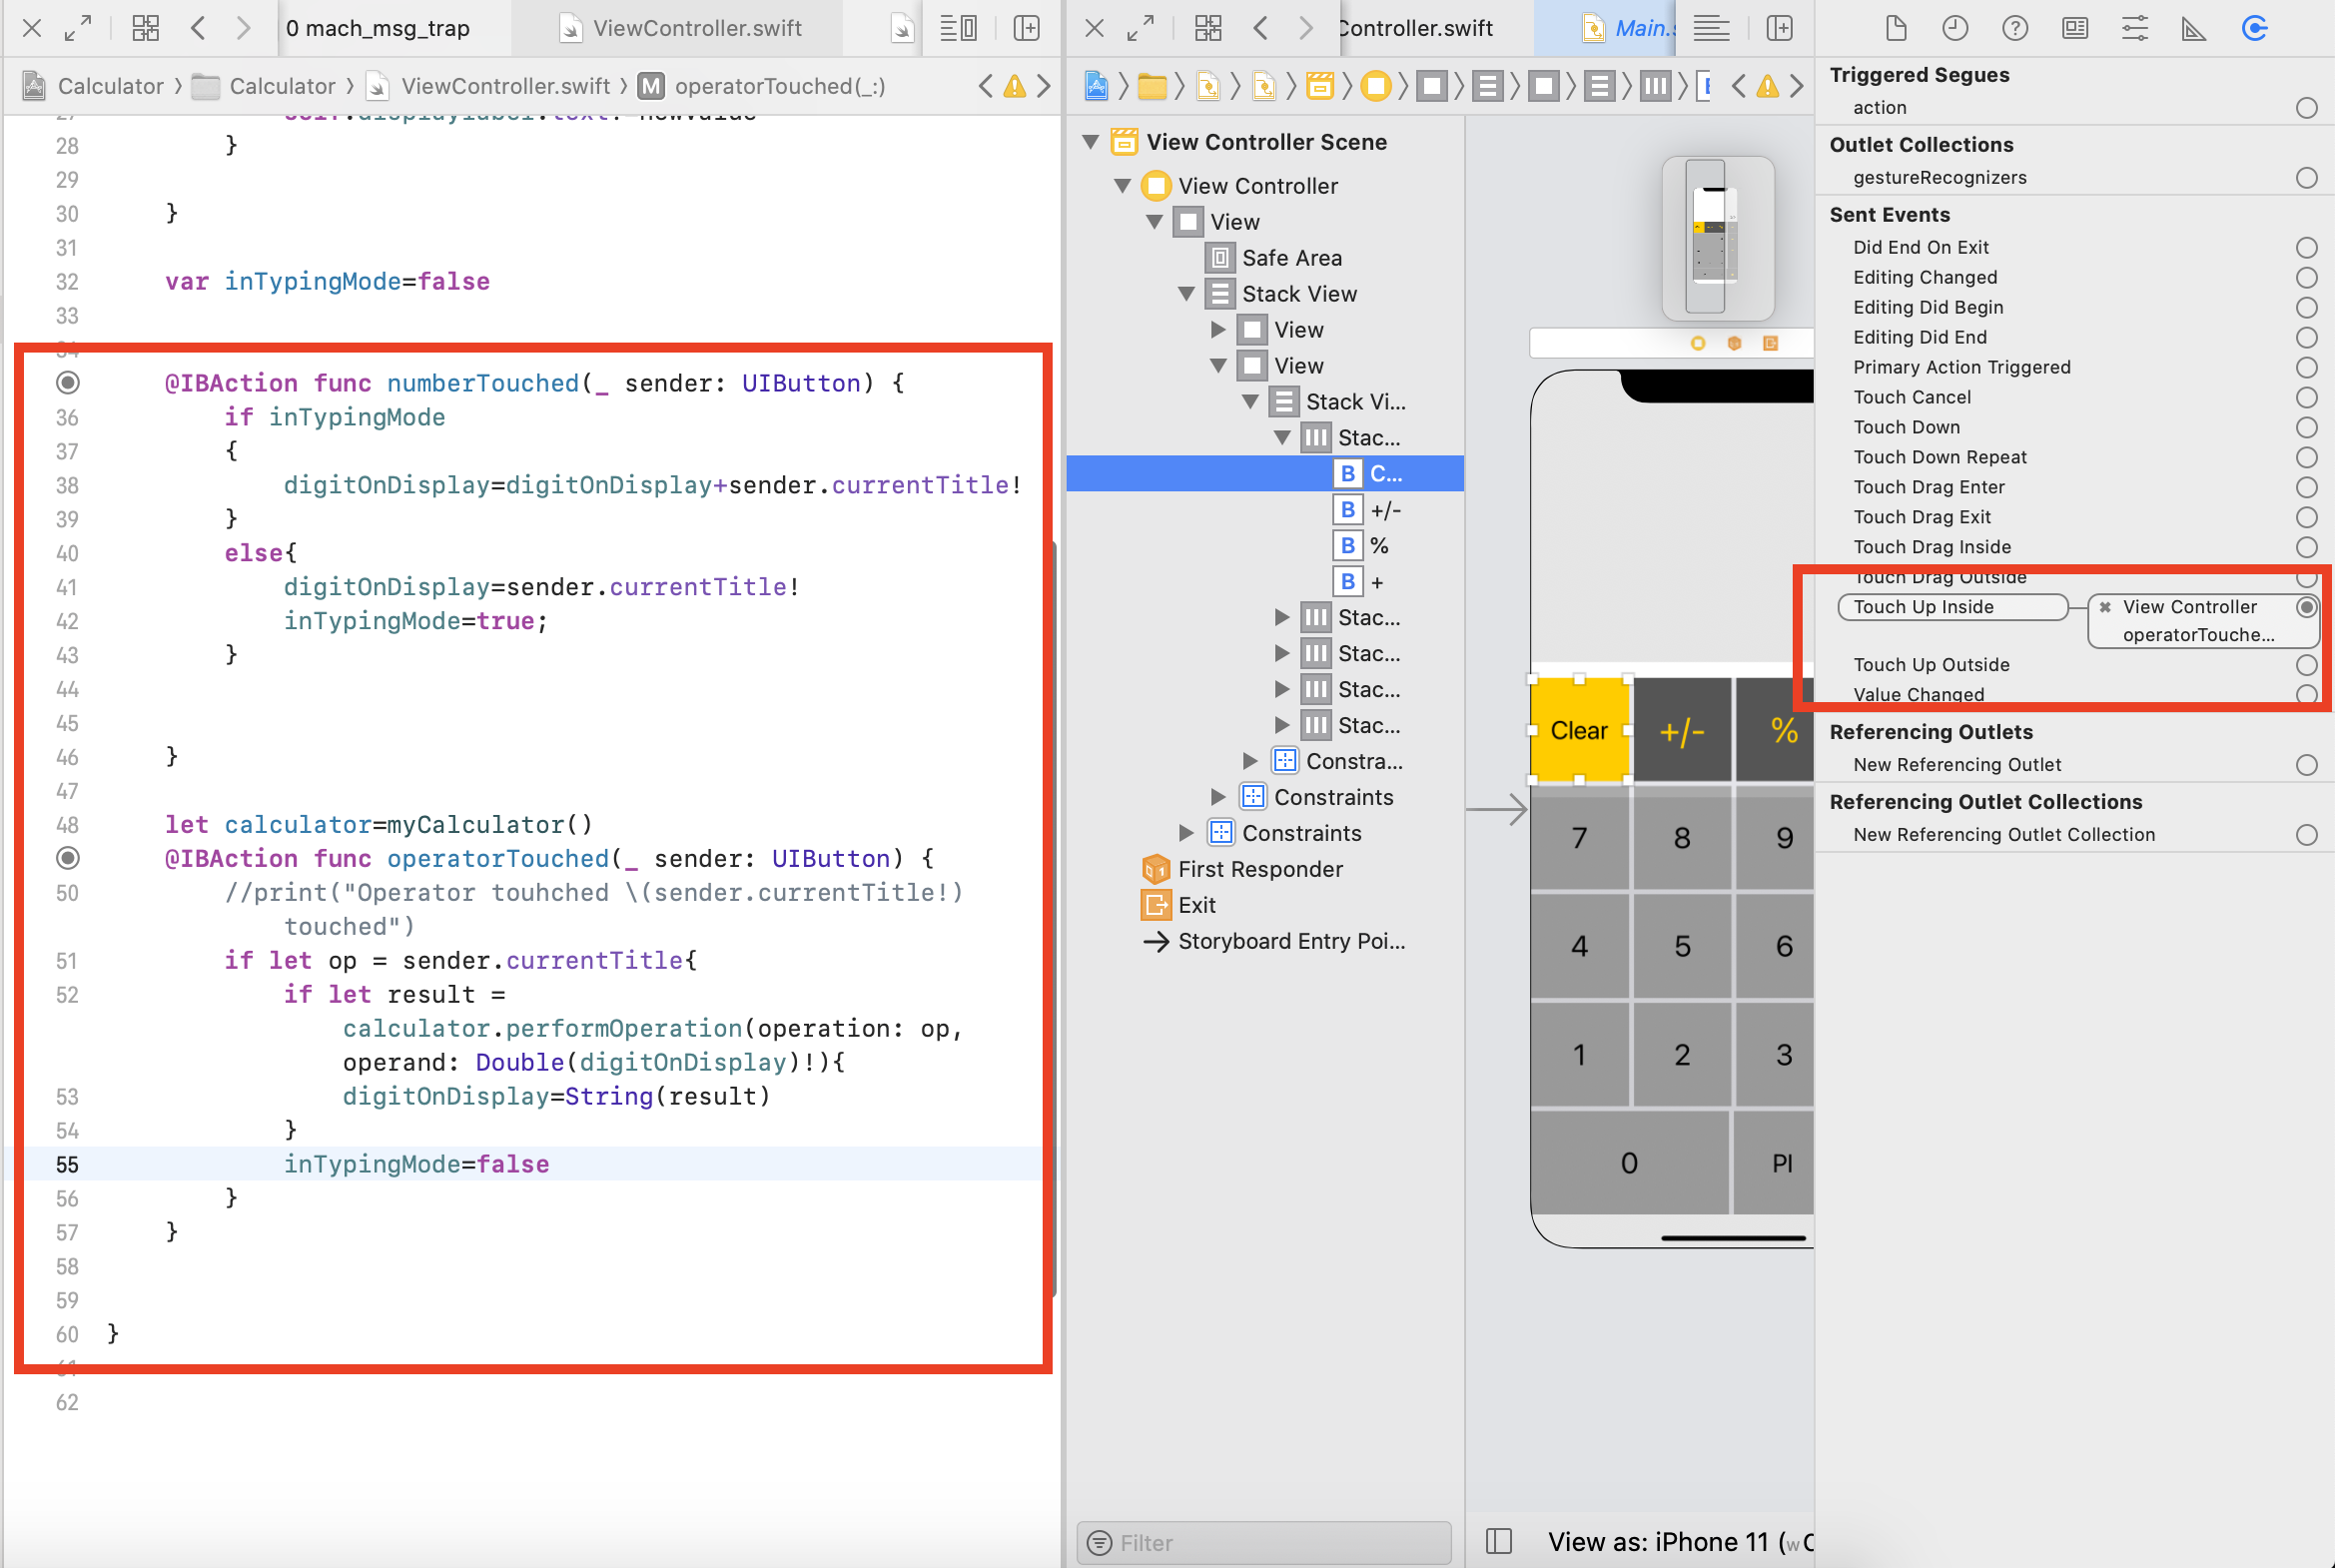 0 mach_msg_trap
ViewController.swift
Calculator
Calculator
ViewController.swift
M
operatorTouched(_:)
28 }
29
30 }
31
32 var inTypingMode=false
33
@IBAction func numberTouched(_ sender: UIButton) {
36 if inTypingMode
37 {
38 digitOnDisplay=digitOnDisplay+sender.currentTitle!
39 }
40 else{
41 digitOnDisplay=sender.currentTitle!
42 inTypingMode=true;
43 }
44
45
46 }
47
48 let calculator=myCalculator()
@IBAction func operatorTouched(_ sender: UIButton) {
50 //print("Operator touhched \(sender.currentTitle!)
touched")
51 if let op = sender.currentTitle{
52 if let result =
calculator.performOperation(operation: op,
operand: Double(digitOnDisplay)!){
53 digitOnDisplay=String(result)
54 }
55 inTypingMode=false
56 }
57 }
58
59
60 }
62
Controller.swift
Main.s
View Controller Scene
View Controller
View
Safe Area
Stack View
View
View
Stack Vi...
Stac...
B C...
B +/-
B %
B +
Stac...
Stac...
Stac...
Stac...
Constra...
Constraints
Constraints
First Responder
Exit
Storyboard Entry Poi...
Filter
Clear +/- %
7 8 9
4 5 6
1 2 3
0 PI
View as: iPhone 11 (wC
Triggered Segues
action
Outlet Collections
gestureRecognizers
Sent Events
Did End On Exit
Editing Changed
Editing Did Begin
Editing Did End
Primary Action Triggered
Touch Cancel
Touch Down
Touch Down Repeat
Touch Drag Enter
Touch Drag Exit
Touch Drag Inside
Touch Drag Outside
Touch Up Inside
View Controller
operatorTouche...
Touch Up Outside
Value Changed
Referencing Outlets
New Referencing Outlet
Referencing Outlet Collections
New Referencing Outlet Collection